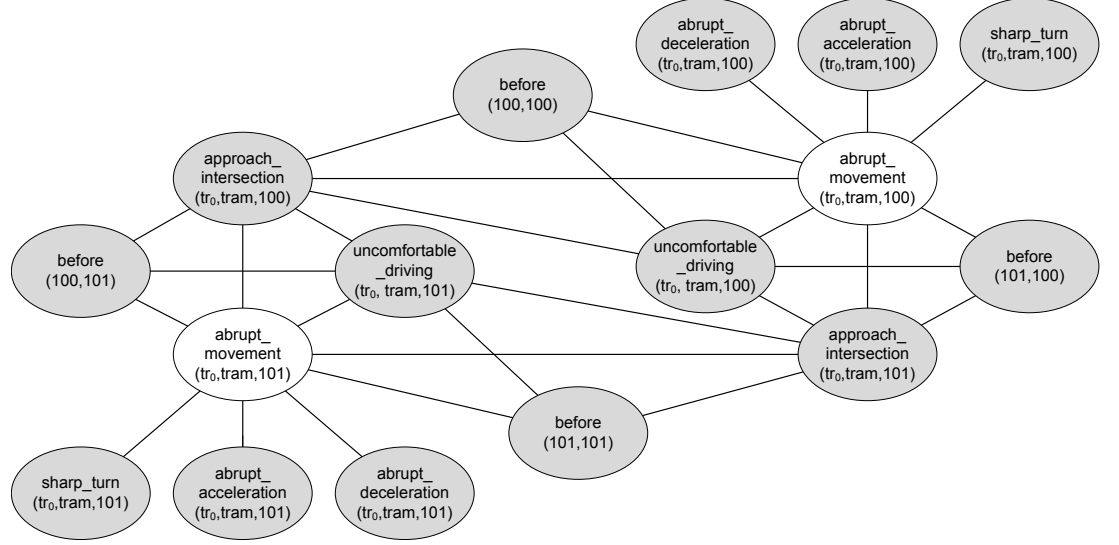 abrupt_
deceleration
(tr₀,tram,100)
abrupt_
acceleration
(tr₀,tram,100)
sharp_turn
(tr₀,tram,100)
before
(100,100)
approach_
intersection
(tr₀,tram,100)
abrupt_
movement
(tr₀,tram,100)
before
(100,101)
uncomfortable
_driving
(tr₀, tram,101)
uncomfortable
_driving
(tr₀, tram,100)
before
(101,100)
abrupt_
movement
(tr₀,tram,101)
approach_
intersection
(tr₀,tram,101)
before
(101,101)
sharp_turn
(tr₀,tram,101)
abrupt_
acceleration
(tr₀,tram,101)
abrupt_
deceleration
(tr₀,tram,101)